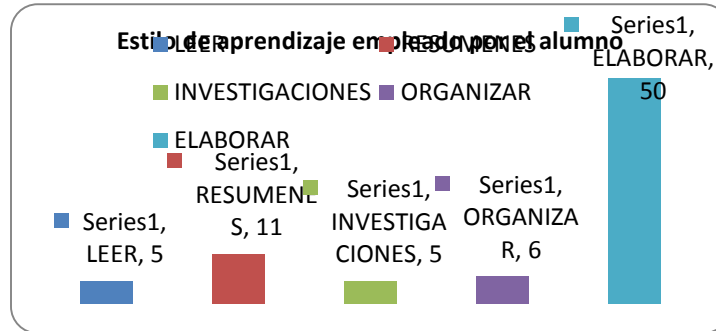 Estilo de aprendizaje empleado por el alumno
LEER
RESUMENES
INVESTIGACIONES
ORGANIZAR
ELABORAR
Series1,
LEER, 5
Series1,
RESUMENE
S, 11
Series1,
INVESTIGA
CIONES, 5
Series1,
ORGANIZA
R, 6
Series1,
ELABORAR,
50